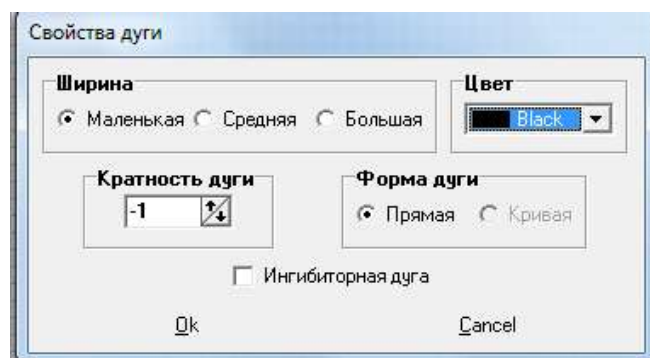 Свойства дуги
Ширина
Маленькая Средняя Большая
Цвет
Black
Кратность дуги
-1
Форма дуги
Прямая Кривая
Ингибиторная дуга
Ok Cancel